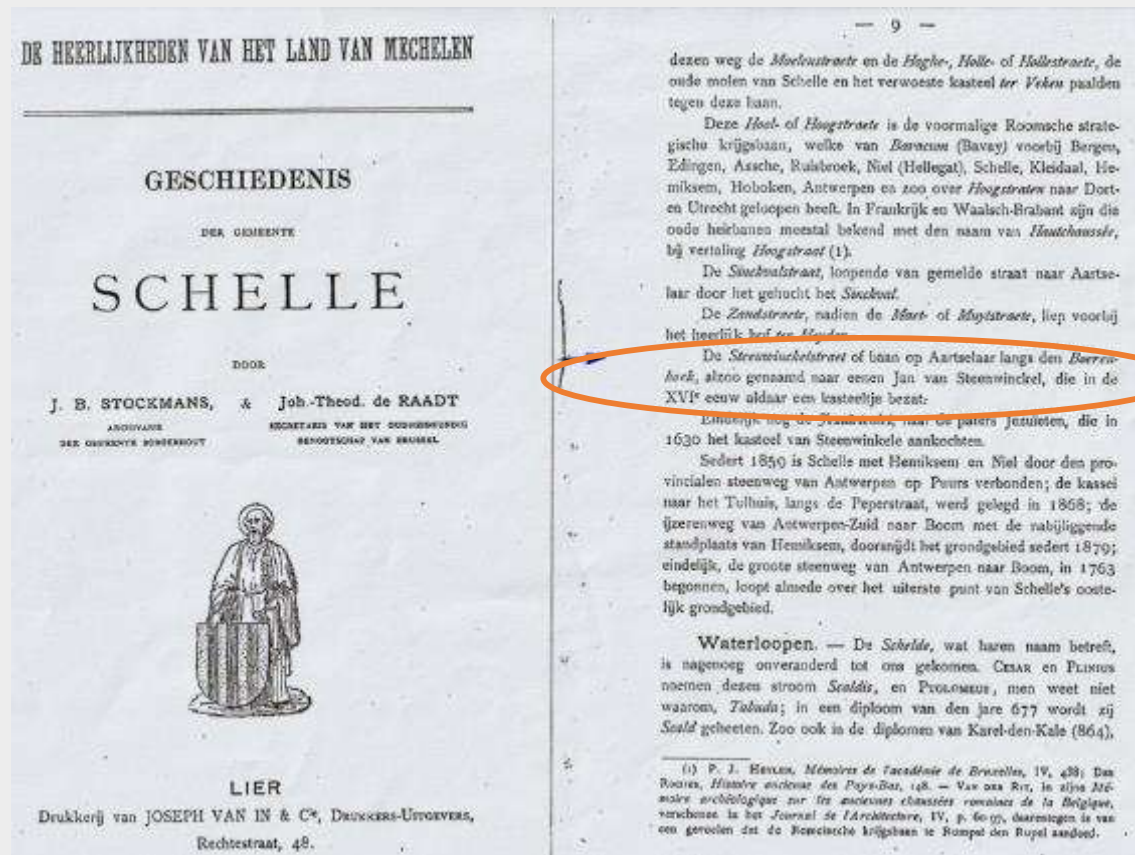 DE HEERLIJKHEDEN VAN HET LAND VAN MECHELEN
GESCHIEDENIS
DER GEMEENTE
SCHELLE
DOOR
J. B. STOCKMANS, & Joh.-Theod. de RAADT
ARCHIVARIS SECRETARIS VAN HET OUDHEIDKUNDIG
DER GEMEENTE BORGERHOUT GENOOTSCHAP VAN BRUSSEL
LIER
Drukkerij van JOSEPH VAN IN & Cie, DRUKKERS-UITGEVERS,
Rechtestraat, 48.
— 9 —
dezen weg de Moelenstraete en de Hoghe-, Holle- of Hollestraete, de
oude molen van Schelle en het verwoeste kasteel ter Veken paalden
tegen deze baan.
Deze Hool- of Hoogstraete is de voormalige Roomsche strate-
gische krijgsbaan, welke van Bavacum (Bavay) voorbij Bergen,
Edingen, Assche, Ruisbroek, Niel (Hellegat), Schelle, Kleidaal, He-
miksem, Hoboken, Antwerpen en zoo over Hoogstraten naar Dort-
en Utrecht geloopen heeft. In Frankrijk en Waalsch-Brabant zijn die
oude heirbanen meestal bekend met den naam van Hautchaussée,
bij vertaling Hoogstraat (1).
De Sinckvalstraat, loopende van gemelde straat naar Aartse-
laar door het gehucht het Sinckval.
De Zandstraete, nadien de Maet- of Muytstraete, liep voorbij
het heerlijk hof ten Heyden.
De Steenwinckelstraet of baan op Aartselaar langs den Boeren-
hoek, alzoo genaamd naar eenen Jan van Steenwinckel, die in de
XVIe eeuw aldaar een kasteeltje bezat.
Eindelijk nog de naar de paters Jezuieten, die in
1630 het kasteel van Steenwinkele aankochten.
Sedert 1859 is Schelle met Hemiksem en Niel door den pro-
vincialen steenweg van Antwerpen op Puurs verbonden; de kassei
naar het Tolhuis, langs de Peperstraat, werd gelegd in 1868; de
ijzerenweg van Antwerpen-Zuid naar Boom met de nabijliggende
standplaats van Hemiksem, doorsnijdt het grondgebied sedert 1879;
eindelijk, de groote steenweg van Antwerpen naar Boom, in 1763
begonnen, loopt almede over het uiterste punt van Schelle's ooste-
lijk grondgebied.
Waterloopen. — De Schelde, wat haren naam betreft,
is nagenoeg onveranderd tot ons gekomen. CESAR en PLINIUS
noemen dezen stroom Scaldis, en PTOLOMEUS, men weet niet
waarom, Tabuda; in een diploom van den jare 677 wordt zij
Scald geheeten. Zoo ook in de diplomen van Karel-den-Kale (864),
(1) P. J. HEYLEN, Mémoires de l'académie de Bruxelles, IV, 438; DES
ROCHES, Histoire ancienne des Pays-Bas, 148. — VAN DER RIT, in zijne Mé-
moire archéologique sur les anciennes chaussées romaines de la Belgique,
verschenen in het Journal de l'Architecture, IV, p. 60-97, daarentegen is van
een gevoelen dat de Romeinsche krijgsbaan te Rumpst den Rupel aandeed.